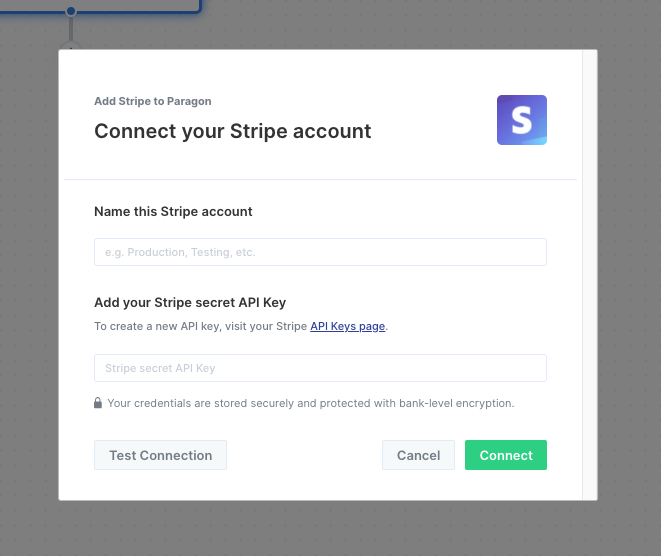 Add Stripe to Paragon
Connect your Stripe account
S
Name this Stripe account
e.g. Production, Testing, etc.
Add your Stripe secret API Key
To create a new API key, visit your Stripe API Keys page.
Stripe secret API Key
Your credentials are stored securely and protected with bank-level encryption.
Test Connection
Cancel
Connect